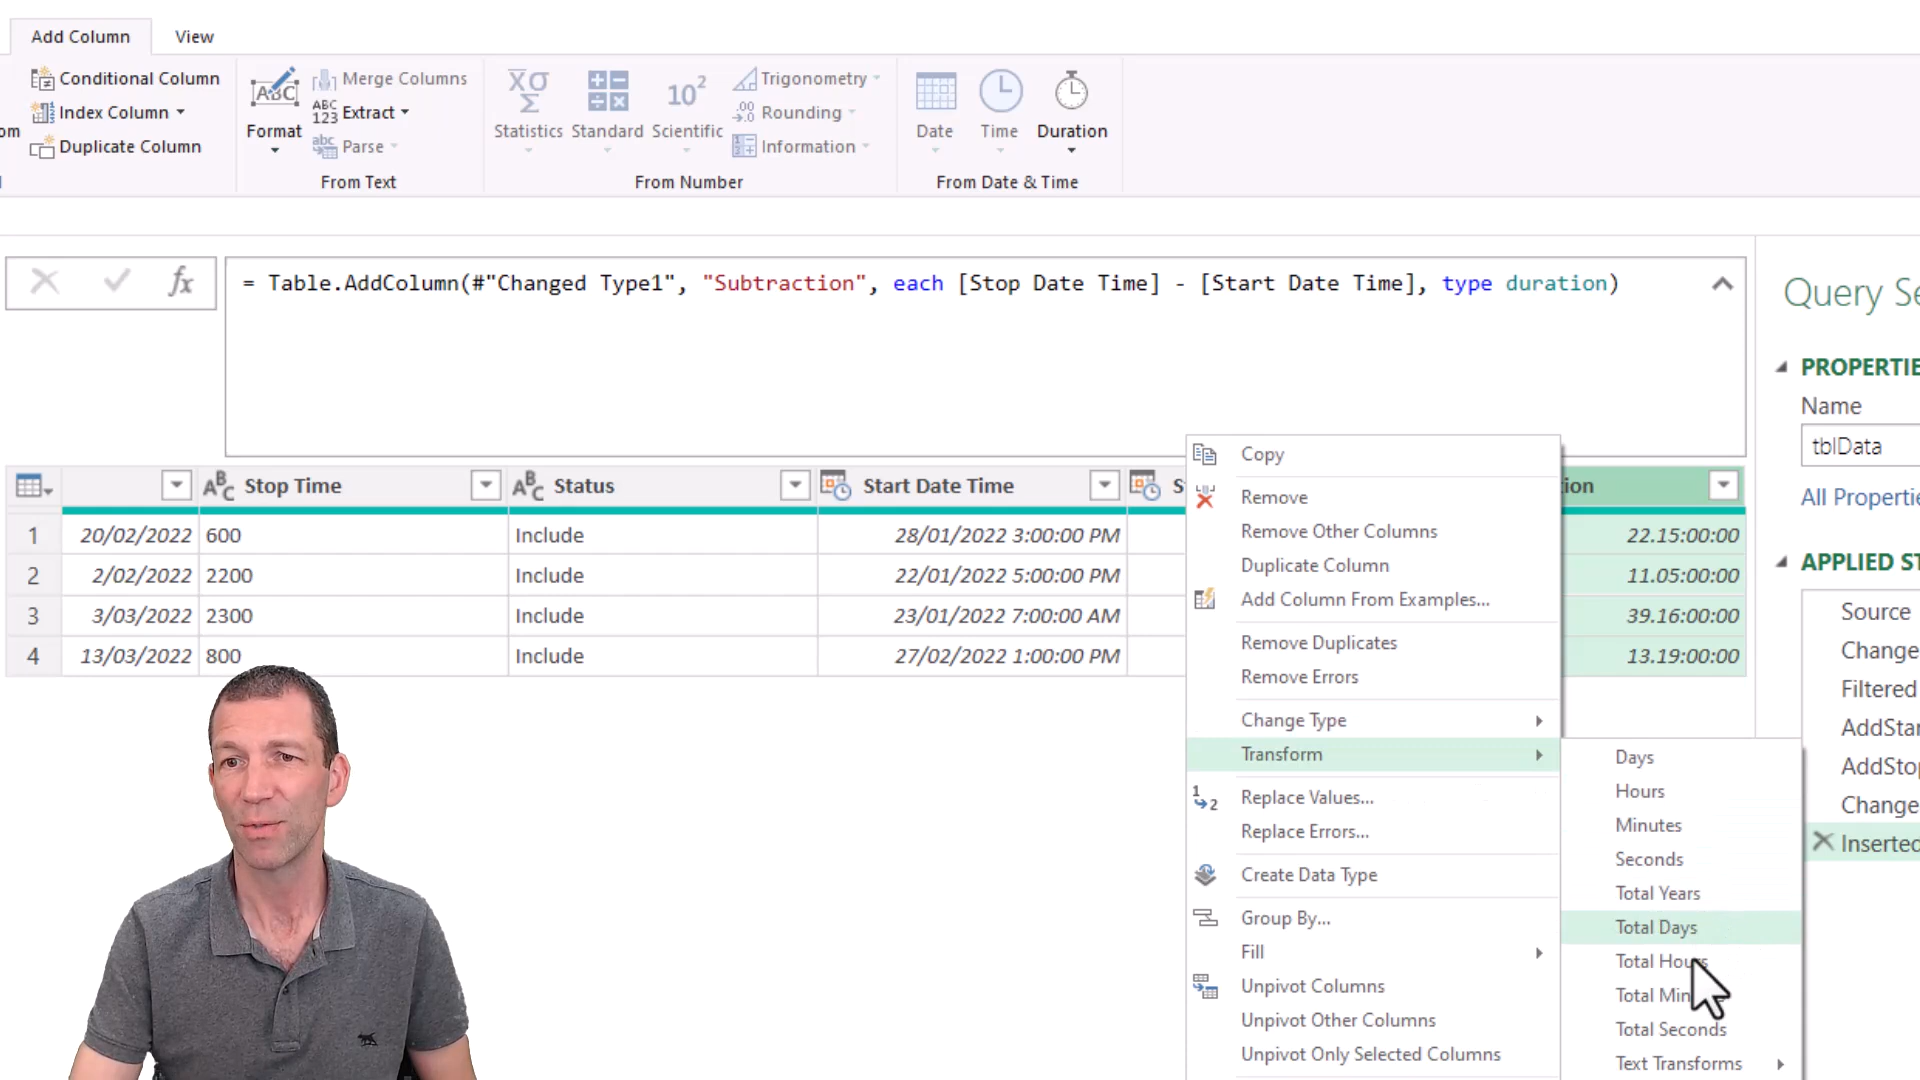 Add Column View
Conditional Column
Index Column
Duplicate Column
Format
Merge Columns
Extract
Parse
From Text
Statistics
Standard
Scientific
Trigonometry
Rounding
Information
From Number
Date
Time
Duration
From Date & Time
= Table.AddColumn(#"Changed Type1", "Subtraction", each [Stop Date Time] - [Start Date Time], type duration)
PROPERTIE
Name
tblData
All Propertie
Stop Time Status Start Date Time
1 20/02/2022 600 Include 28/01/2022 3:00:00 PM 22.15:00:00
2 2/02/2022 2200 Include 22/01/2022 5:00:00 PM 11.05:00:00
3 3/03/2022 2300 Include 23/01/2022 7:00:00 AM 39.16:00:00
4 13/03/2022 800 Include 27/02/2022 1:00:00 PM 13.19:00:00
Copy
Remove
Remove Other Columns
Duplicate Column
Add Column From Examples...
Remove Duplicates
Remove Errors
Change Type
Transform
Replace Values...
Replace Errors...
Create Data Type
Group By...
Fill
Unpivot Columns
Unpivot Other Columns
Unpivot Only Selected Columns
Days
Hours
Minutes
Seconds
Total Years
Total Days
Total Hours
Total Min
Total Seconds
Text Transforms
Query Se
APPLIED ST
Source
Change
Filtered
AddStar
AddStop
Change
Inserted